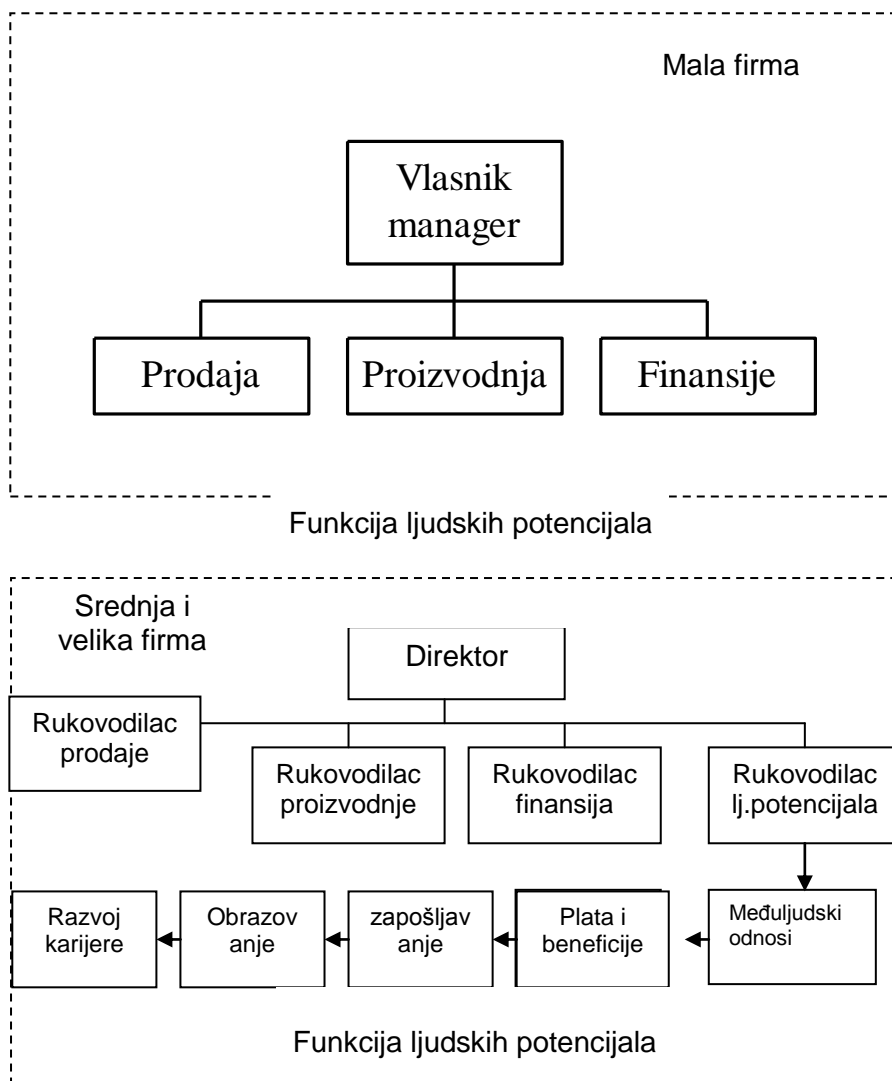 Mala firma
Vlasnik
manager
Prodaja
Proizvodnja
Finansije
Funkcija ljudskih potencijala
Srednja i
velika firma
Direktor
Rukovodilac
prodaje
Rukovodilac
proizvodnje
Rukovodilac
finansija
Rukovodilac
lj.potencijala
Razvoj
karijere
Obrazov
anje
zapošljav
anje
Plata i
beneficije
Međuljudski
odnosi
Funkcija ljudskih potencijala